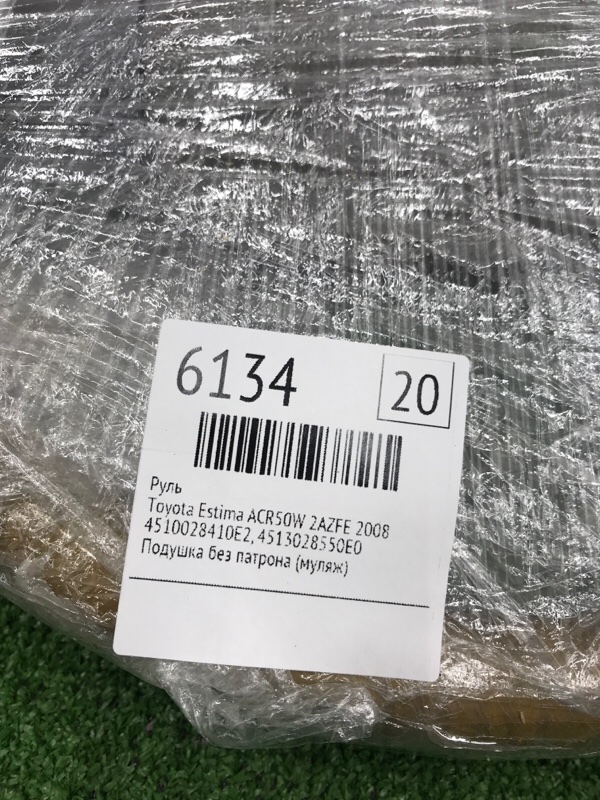 6134
20
Руль
Toyota Estima ACR50W 2AZFE 2008
4510028410E2, 4513028550E0
Подушка без патрона (муляж)